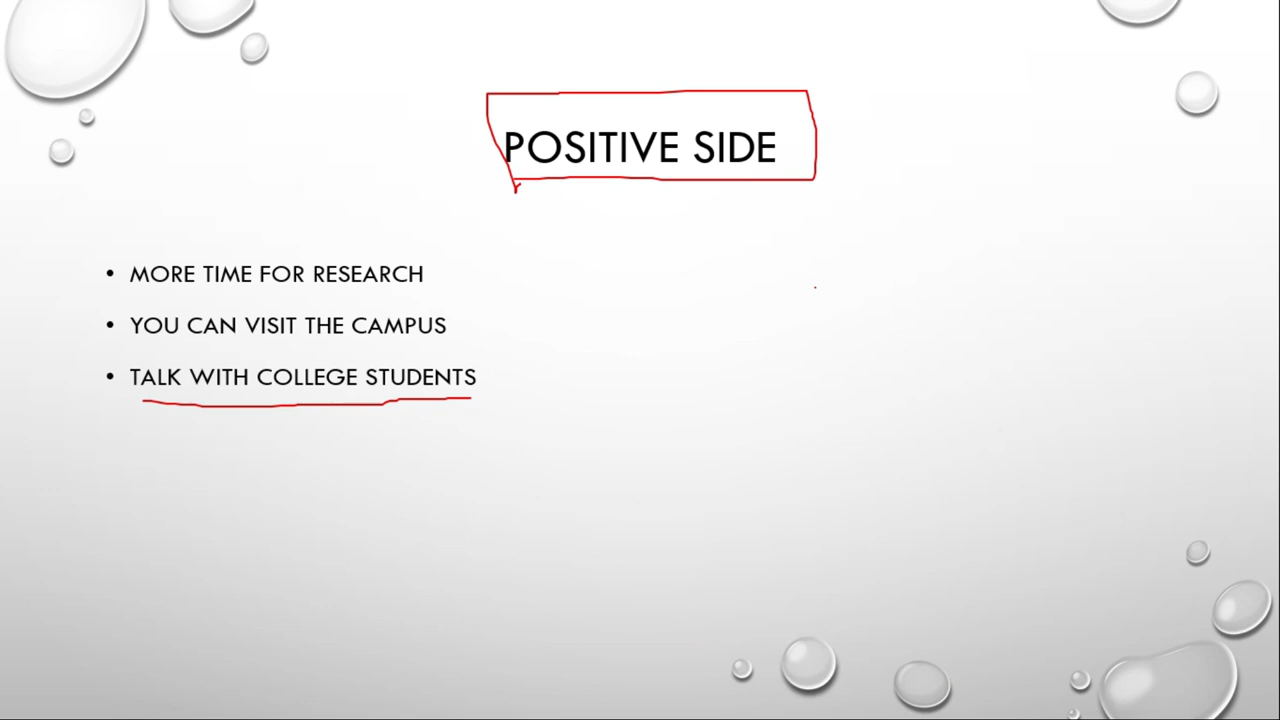 POSITIVE SIDE
• MORE TIME FOR RESEARCH
• YOU CAN VISIT THE CAMPUS
• TALK WITH COLLEGE STUDENTS